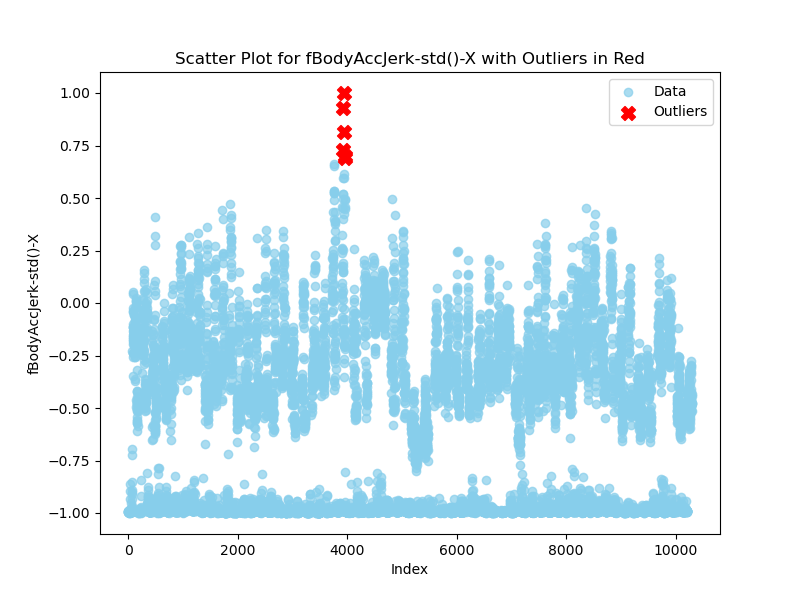 Scatter Plot for fBodyAccJerk-std()-X with Outliers in Red
Data
Outliers
fBodyAccJerk-std()-X
1.00
0.75
0.50
0.25
0.00
−0.25
−0.50
−0.75
−1.00
0 2000 4000 6000 8000 10000
Index